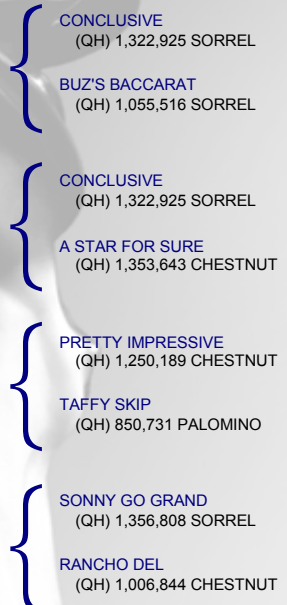 CONCLUSIVE
(QH) 1,322,925 SORREL
BUZ'S BACCARAT
(QH) 1,055,516 SORREL
CONCLUSIVE
(QH) 1,322,925 SORREL
A STAR FOR SURE
(QH) 1,353,643 CHESTNUT
PRETTY IMPRESSIVE
(QH) 1,250,189 CHESTNUT
TAFFY SKIP
(QH) 850,731 PALOMINO
SONNY GO GRAND
(QH) 1,356,808 SORREL
RANCHO DEL
(QH) 1,006,844 CHESTNUT